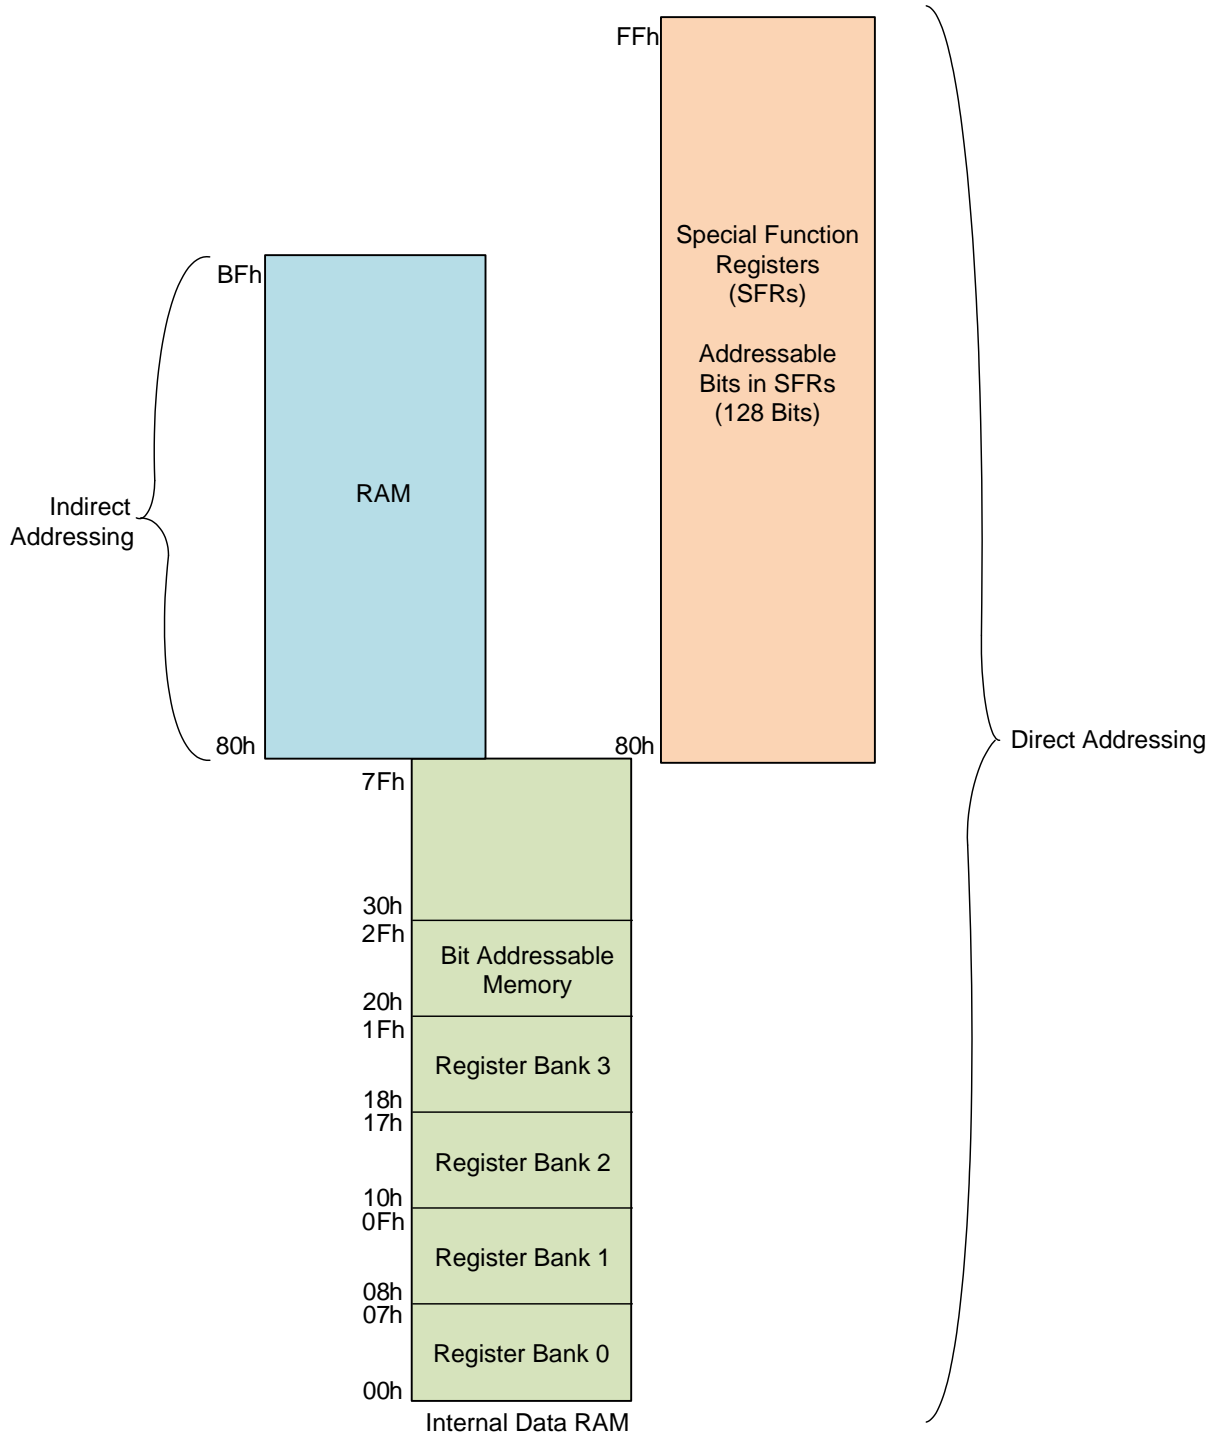 FFh
Special Function
Registers
(SFRs)
Addressable
Bits in SFRs
(128 Bits)
BFh
RAM
Indirect
Addressing
80h
80h
Direct Addressing
7Fh
30h
2Fh
Bit Addressable
Memory
20h
1Fh
Register Bank 3
18h
17h
Register Bank 2
10h
0Fh
Register Bank 1
08h
07h
Register Bank 0
00h
Internal Data RAM